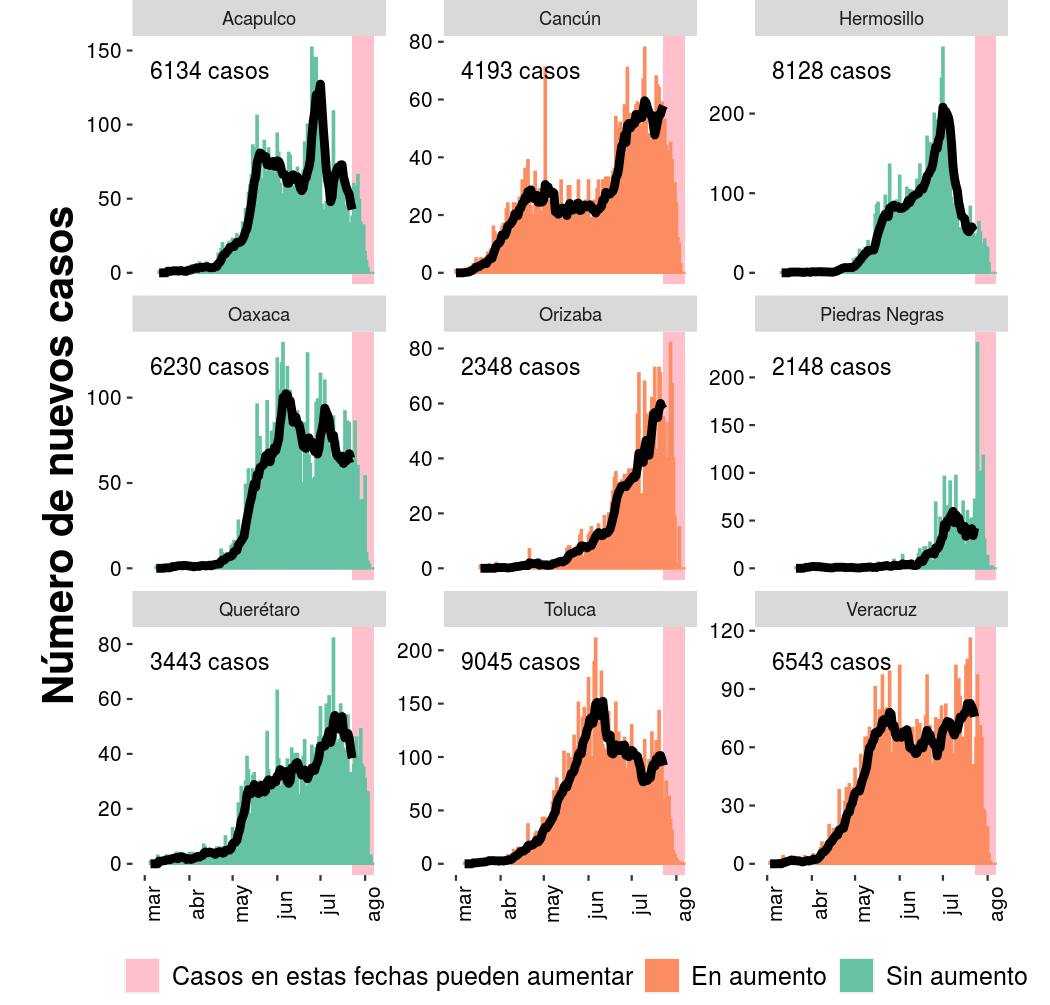 Número de nuevos casos
Acapulco
6134 casos
150
100
50
0
Cancún
4193 casos
80
60
40
20
0
Hermosillo
8128 casos
200
100
0
Oaxaca
6230 casos
100
50
0
Orizaba
2348 casos
80
60
40
20
0
Piedras Negras
2148 casos
200
150
100
50
0
Querétaro
3443 casos
80
60
40
20
0
Toluca
9045 casos
200
150
100
50
0
Veracruz
6543 casos
120
90
60
30
0
mar abr may jun jul ago
mar abr may jun jul ago
mar abr may jun jul ago
Casos en estas fechas pueden aumentar En aumento Sin aumento